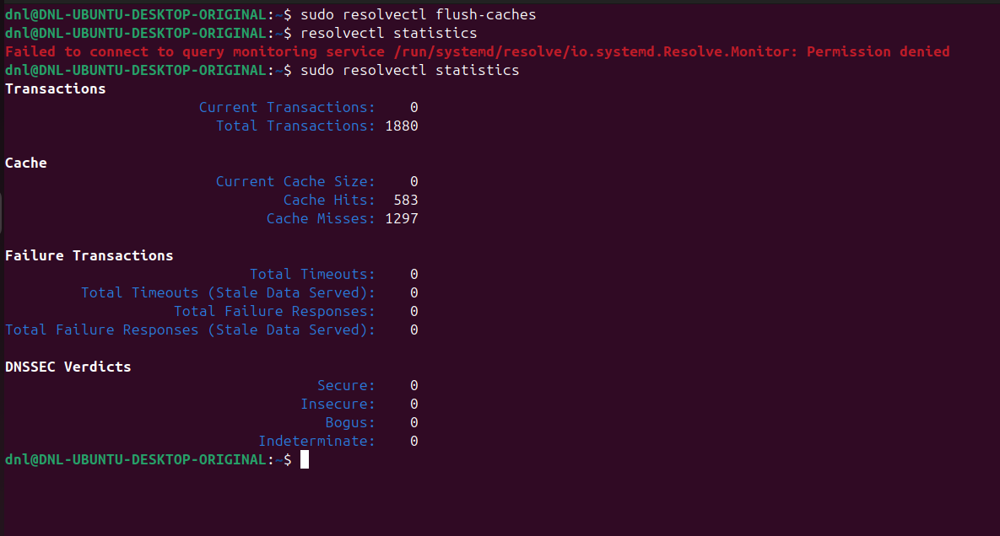 dnl@DNL-UBUNTU-DESKTOP-ORIGINAL:~$ sudo resolvectl flush-caches
dnl@DNL-UBUNTU-DESKTOP-ORIGINAL:~$ resolvectl statistics
Failed to connect to query monitoring service /run/systemd/resolve/io.systemd.Resolve.Monitor: Permission denied
dnl@DNL-UBUNTU-DESKTOP-ORIGINAL:~$ sudo resolvectl statistics
Transactions
Current Transactions: 0
Total Transactions: 1880
Cache
Current Cache Size: 0
Cache Hits: 583
Cache Misses: 1297
Failure Transactions
Total Timeouts: 0
Total Timeouts (Stale Data Served): 0
Total Failure Responses: 0
Total Failure Responses (Stale Data Served): 0
DNSSEC Verdicts
Secure: 0
Insecure: 0
Bogus: 0
Indeterminate: 0
dnl@DNL-UBUNTU-DESKTOP-ORIGINAL:~$